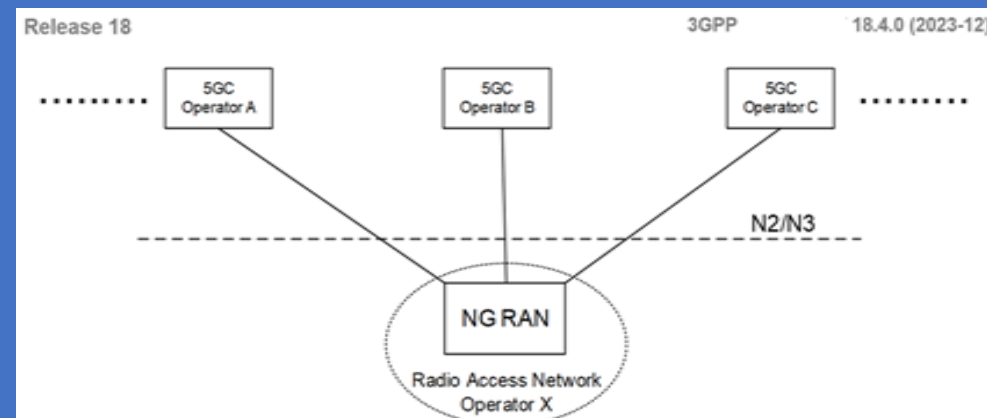 Release 18
3GPP
18.4.0 (2023-12)
5GC
Operator A
5GC
Operator B
5GC
Operator C
N2/N3
NG RAN
Radio Access Network
Operator X